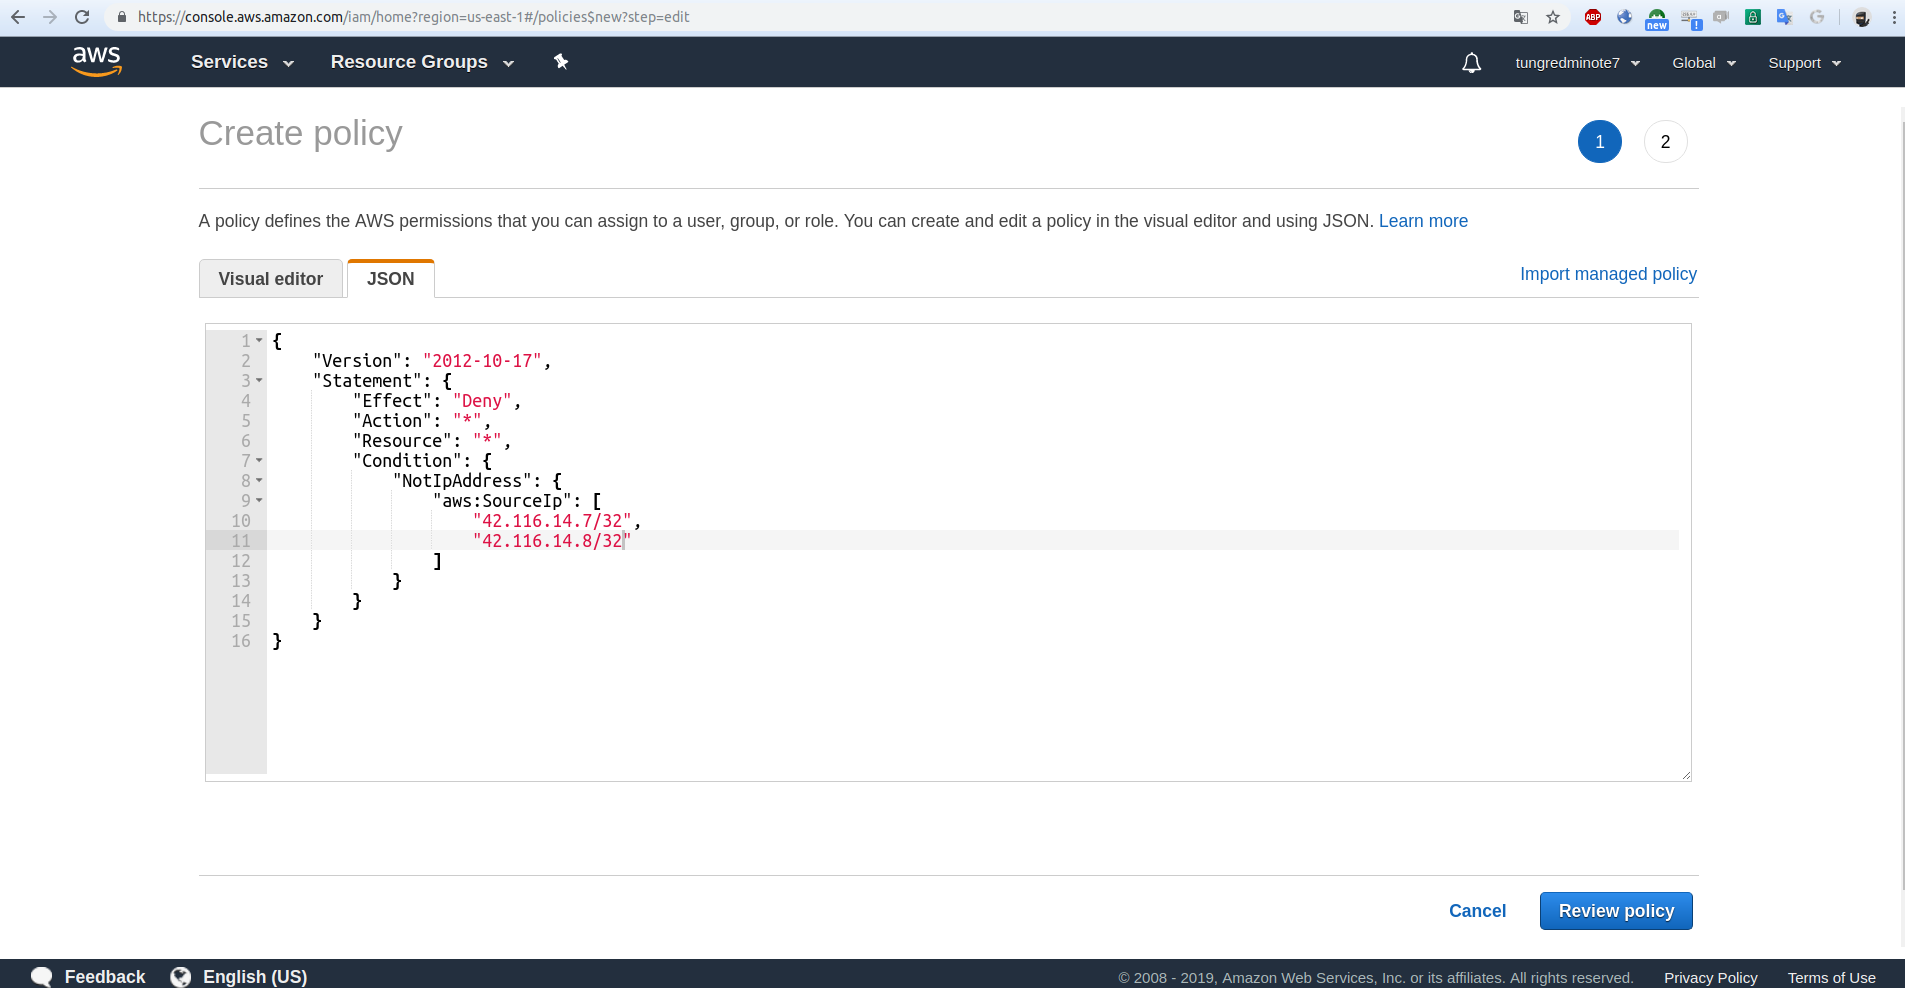 https://console.aws.amazon.com/iam/home?region=us-east-1#/policies$new?step=edit
ABP
new
!
aws
Services
Resource Groups
tungredminote7
Global
Support
Create policy
1
2
A policy defines the AWS permissions that you can assign to a user, group, or role. You can create and edit a policy in the visual editor and using JSON. Learn more
Visual editor
JSON
Import managed policy
1 {
2 "Version": "2012-10-17",
3 "Statement": {
4 "Effect": "Deny",
5 "Action": "*",
6 "Resource": "*",
7 "Condition": {
8 "NotIpAddress": {
9 "aws:SourceIp": [
10 "42.116.14.7/32",
11 "42.116.14.8/32"
12 ]
13 }
14 }
15 }
16 }
Cancel
Review policy
Feedback
English (US)
© 2008 - 2019, Amazon Web Services, Inc. or its affiliates. All rights reserved.
Privacy Policy
Terms of Use